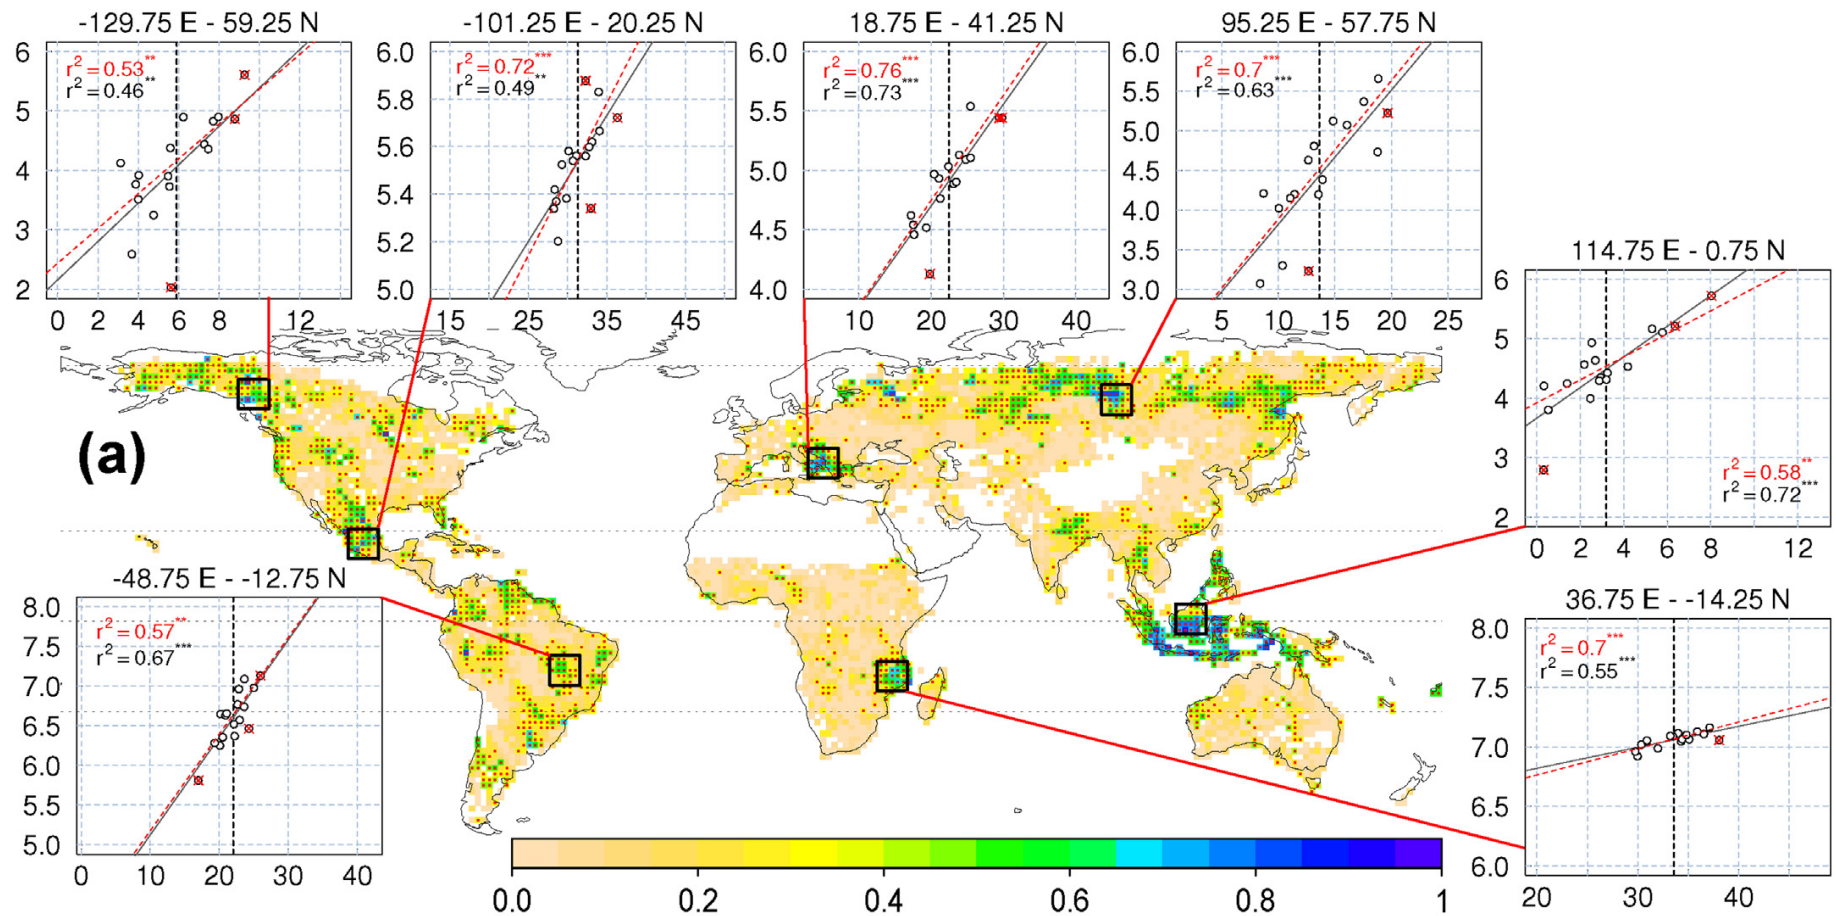 -129.75 E - 59.25 N
-101.25 E - 20.25 N
18.75 E - 41.25 N
95.25 E - 57.75 N
r² = 0.53**
r² = 0.46**
6
5
4
3
2
0 2 4 6 8 12
r² = 0.72***
r² = 0.49**
6.0
5.8
5.6
5.4
5.2
5.0
15 25 35 45
r² = 0.76***
r² = 0.73***
6.0
5.5
5.0
4.5
4.0
10 20 30 40
r² = 0.7***
r² = 0.63***
6.0
5.5
5.0
4.5
4.0
3.5
3.0
5 10 15 20 25
114.75 E - 0.75 N
6
5
4
3
2
r² = 0.58**
r² = 0.72***
0 2 4 6 8 12
(a)
-48.75 E - -12.75 N
r² = 0.57**
r² = 0.67***
8.0
7.5
7.0
6.5
6.0
5.5
5.0
0 10 20 30 40
36.75 E - -14.25 N
r² = 0.7***
r² = 0.55***
8.0
7.5
7.0
6.5
6.0
20 30 40
0.0 0.2 0.4 0.6 0.8 1